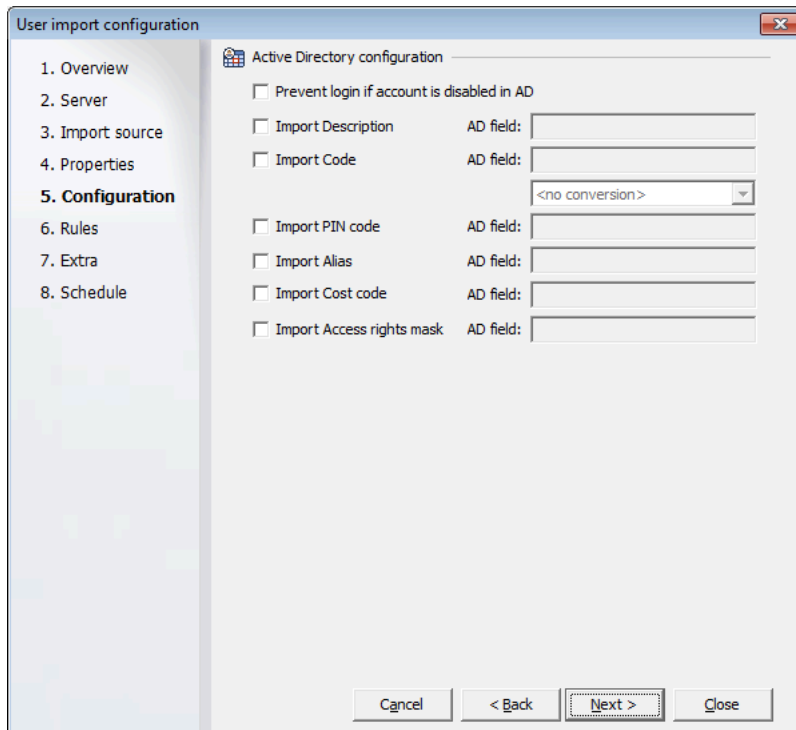 User import configuration
1. Overview
2. Server
3. Import source
4. Properties
5. Configuration
6. Rules
7. Extra
8. Schedule
Active Directory configuration
Prevent login if account is disabled in AD
Import Description AD field:
Import Code AD field:
<no conversion>
Import PIN code AD field:
Import Alias AD field:
Import Cost code AD field:
Import Access rights mask AD field:
Cancel < Back Next > Close